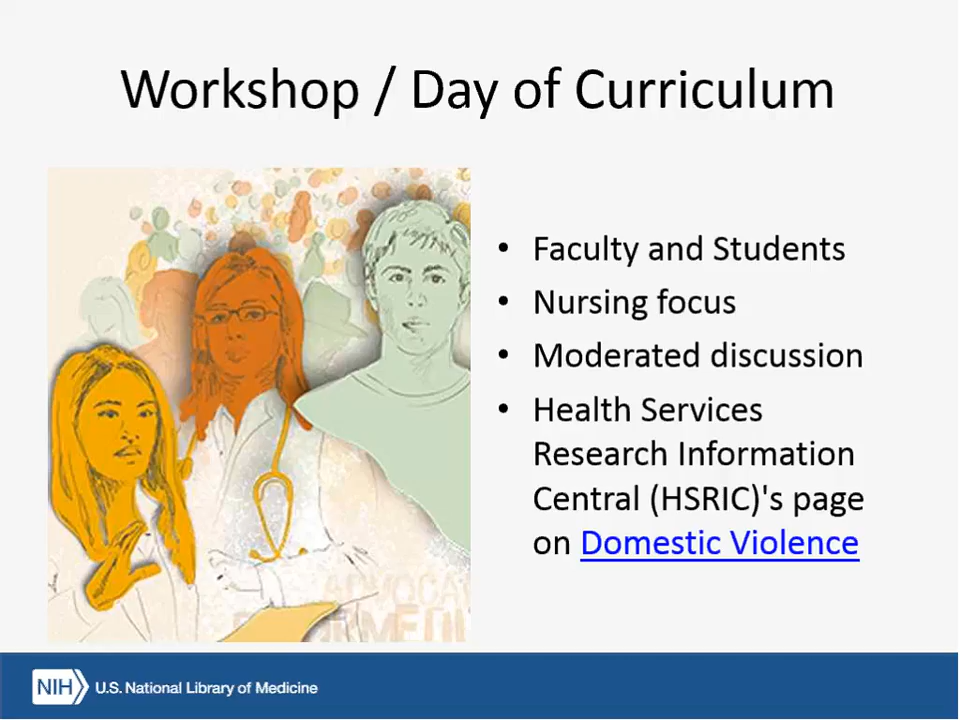 Workshop / Day of Curriculum
• Faculty and Students
• Nursing focus
• Moderated discussion
• Health Services
Research Information
Central (HSRIC)'s page
on Domestic Violence
NIH U.S. National Library of Medicine